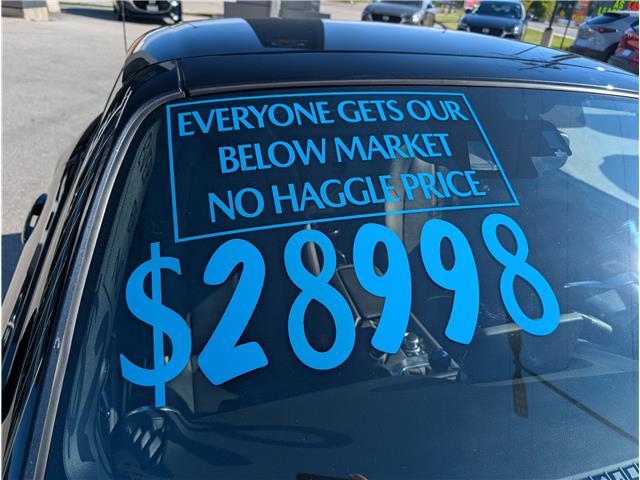 EVERYONE GETS OUR
BELOW MARKET
NO HAGGLE PRICE
$28998